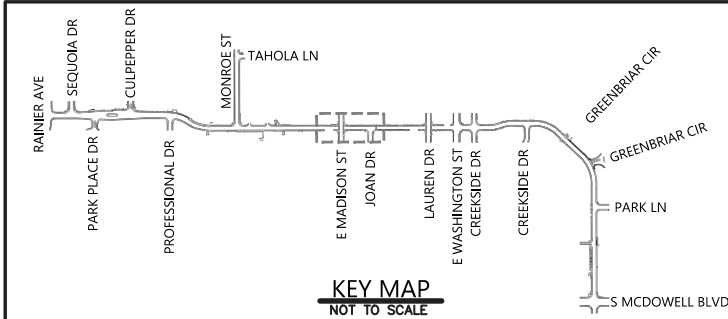 RAINIER AVE
SEQUOIA DR
PARK PLACE DR
CULPEPPER DR
PROFESSIONAL DR
MONROE ST
TAHOLA LN
E MADISON ST
JOAN DR
LAUREN DR
E WASHINGTON ST
CREEKSIDE DR
CREEKSIDE DR
GREENBRIAR CIR
GREENBRIAR CIR
PARK LN
S MCDOWELL BLVD
KEY MAP
NOT TO SCALE